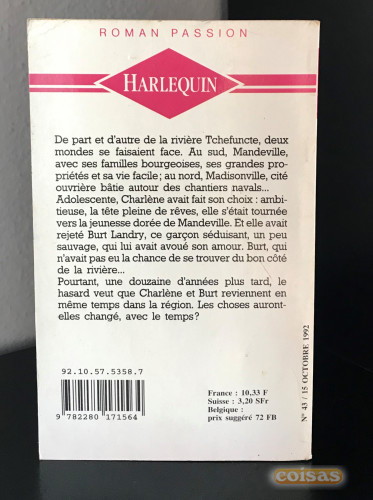 ROMAN PASSION
HARLEQUIN
De part et d'autre de la rivière Tchefuncte, deux
mondes se faisaient face. Au sud, Mandeville,
avec ses familles bourgeoises, ses grandes pro-
priétés et sa vie facile; au nord, Madisonville, cité
ouvrière bâtie autour des chantiers navals...
Adolescente, Charlène avait fait son choix : ambi-
tieuse, la tête pleine de rêves, elle s'était tournée
vers la jeunesse dorée de Mandeville. Et elle avait
rejeté Burt Landry, ce garçon séduisant, un peu
sauvage, qui lui avait avoué son amour. Burt, qui
n'avait pas eu la chance de se trouver du bon côté
de la rivière...
Pourtant, une douzaine d'années plus tard, le
hasard veut que Charlène et Burt reviennent en
même temps dans la région. Les choses auront-
elles changé, avec le temps?
92.10.57.5358.7
9 782280 171564
France : 10,33 F
Suisse : 3,20 SFr
Belgique :
prix suggéré 72 FB
N° 43 / 15 OCTOBRE 1992
coisas